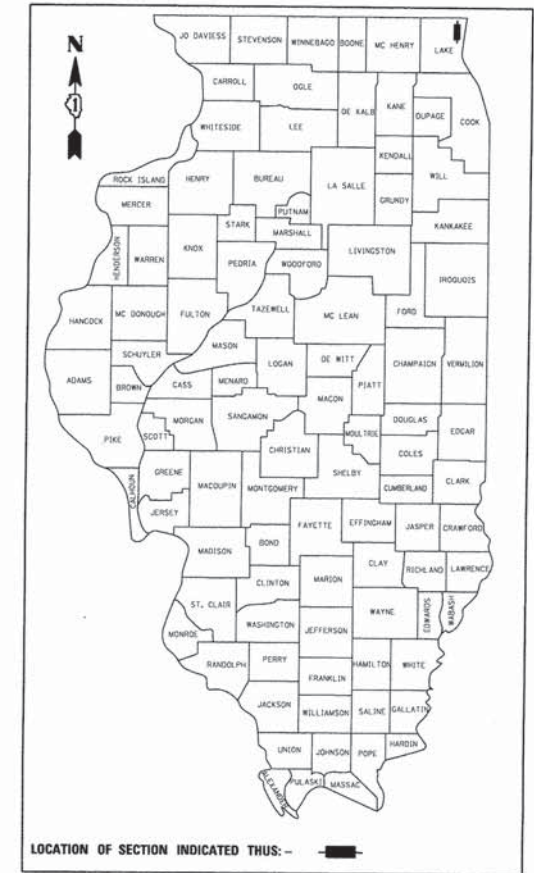 JO DAVIESS STEVENSON WINNEBAGO BOONE MC HENRY LAKE
N
CARROLL OGLE
DE KALB KANE
1
WHITESIDE LEE DUPAGE COOK
KENDALL
WILL
ROCK ISLAND HENRY BUREAU LA SALLE GRUNDY
MERCER
PUTNAM KANKAKEE
STARK MARSHALL
HENDERSON WARREN KNOX PEORIA WOODFORD LIVINGSTON
IROQUOIS
HANCOCK MC DONOUGH FULTON TAZEWELL MC LEAN FORD
MASON
SCHUYLER LOGAN DE WITT CHAMPAIGN VERMILION
ADAMS BROWN CASS MENARD PIATT
MACON
MORGAN SANGAMON DOUGLAS EDGAR
PIKE SCOTT CHRISTIAN MOULTRIE COLES
GREENE SHELBY
CALHOUN MACOUPIN MONTGOMERY CUMBERLAND CLARK
JERSEY FAYETTE EFFINGHAM JASPER CRAWFORD
MADISON BOND
CLAY RICHLAND LAWRENCE
CLINTON MARION
ST. CLAIR WAYNE EDWARDS WABASH
WASHINGTON JEFFERSON
MONROE
RANDOLPH PERRY HAMILTON WHITE
FRANKLIN
JACKSON WILLIAMSON SALINE GALLATIN
UNION JOHNSON POPE HARDIN
ALEXANDER PULASKI MASSAC
LOCATION OF SECTION INDICATED THUS: –